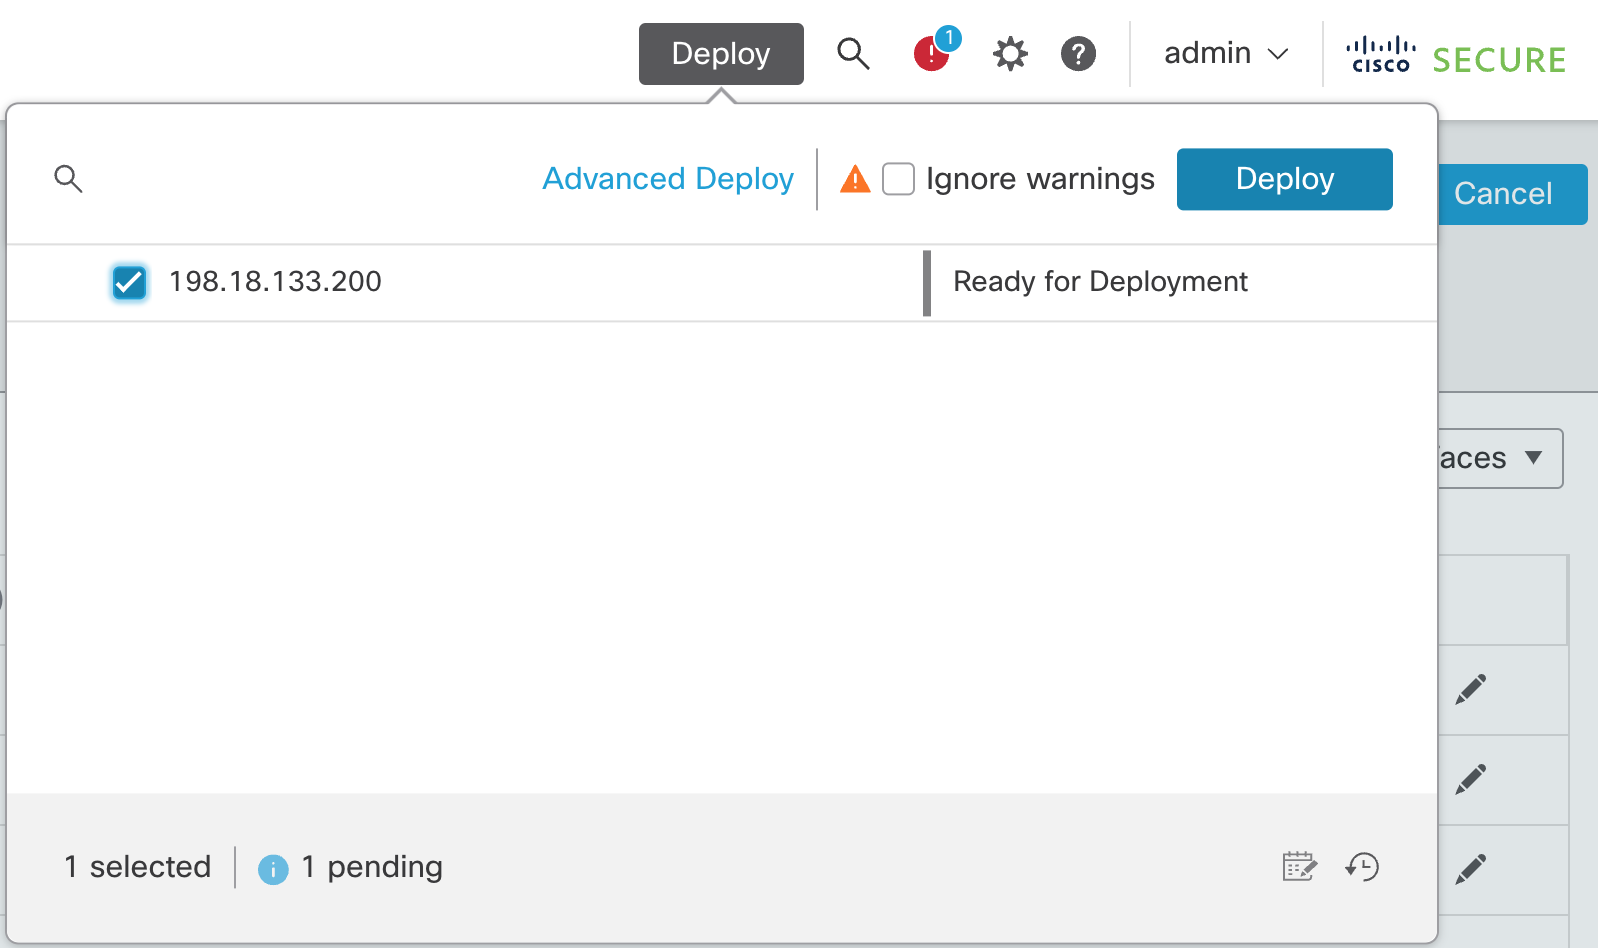 Deploy
1
admin
CISCO SECURE
Advanced Deploy
Ignore warnings
Deploy
Cancel
198.18.133.200
Ready for Deployment
aces
1 selected
1 pending